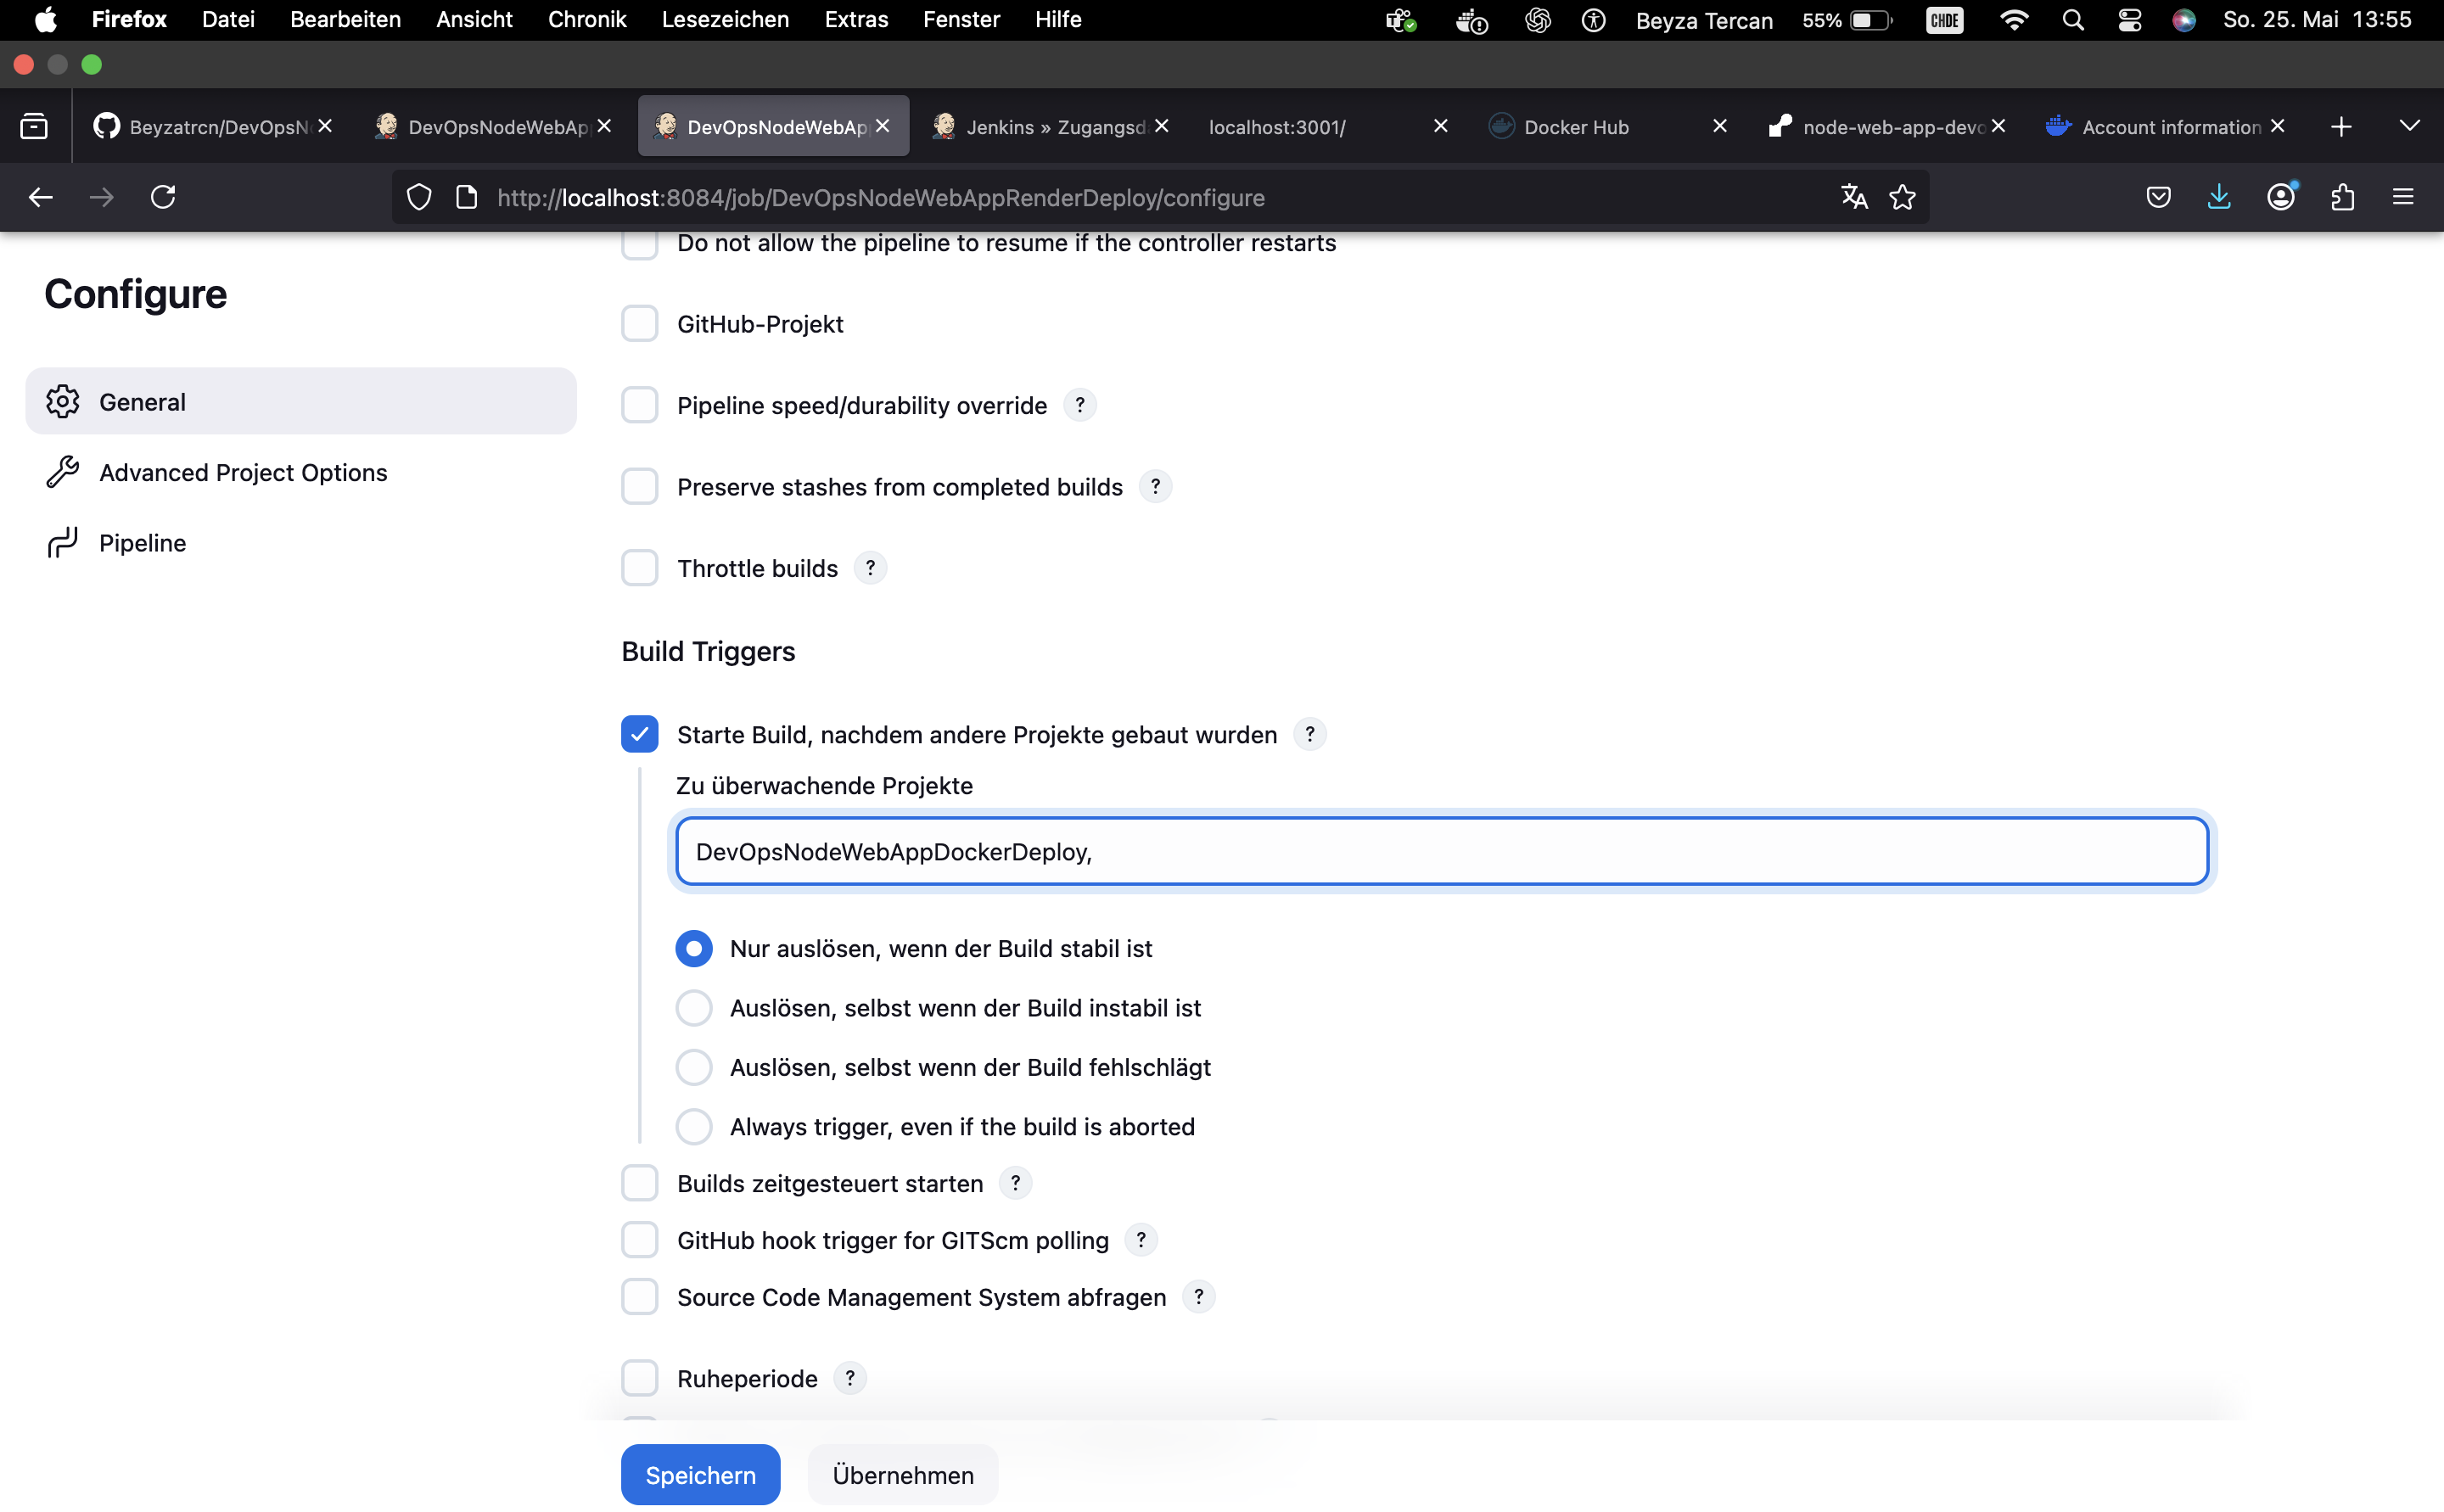 Firefox Datei Bearbeiten Ansicht Chronik Lesezeichen Extras Fenster Hilfe Beyza Tercan 55% CHDE So. 25. Mai 13:55
Beyzatrcn/DevOpsN DevOpsNodeWebAp DevOpsNodeWebAp Jenkins » Zugangsd localhost:3001/ Docker Hub node-web-app-devo Account information
http://localhost:8084/job/DevOpsNodeWebAppRenderDeploy/configure
Configure
General
Advanced Project Options
Pipeline
Do not allow the pipeline to resume if the controller restarts
GitHub-Projekt
Pipeline speed/durability override ?
Preserve stashes from completed builds ?
Throttle builds ?
Build Triggers
Starte Build, nachdem andere Projekte gebaut wurden ?
Zu überwachende Projekte
DevOpsNodeWebAppDockerDeploy,
Nur auslösen, wenn der Build stabil ist
Auslösen, selbst wenn der Build instabil ist
Auslösen, selbst wenn der Build fehlschlägt
Always trigger, even if the build is aborted
Builds zeitgesteuert starten ?
GitHub hook trigger for GITScm polling ?
Source Code Management System abfragen ?
Ruheperiode ?
Speichern Übernehmen